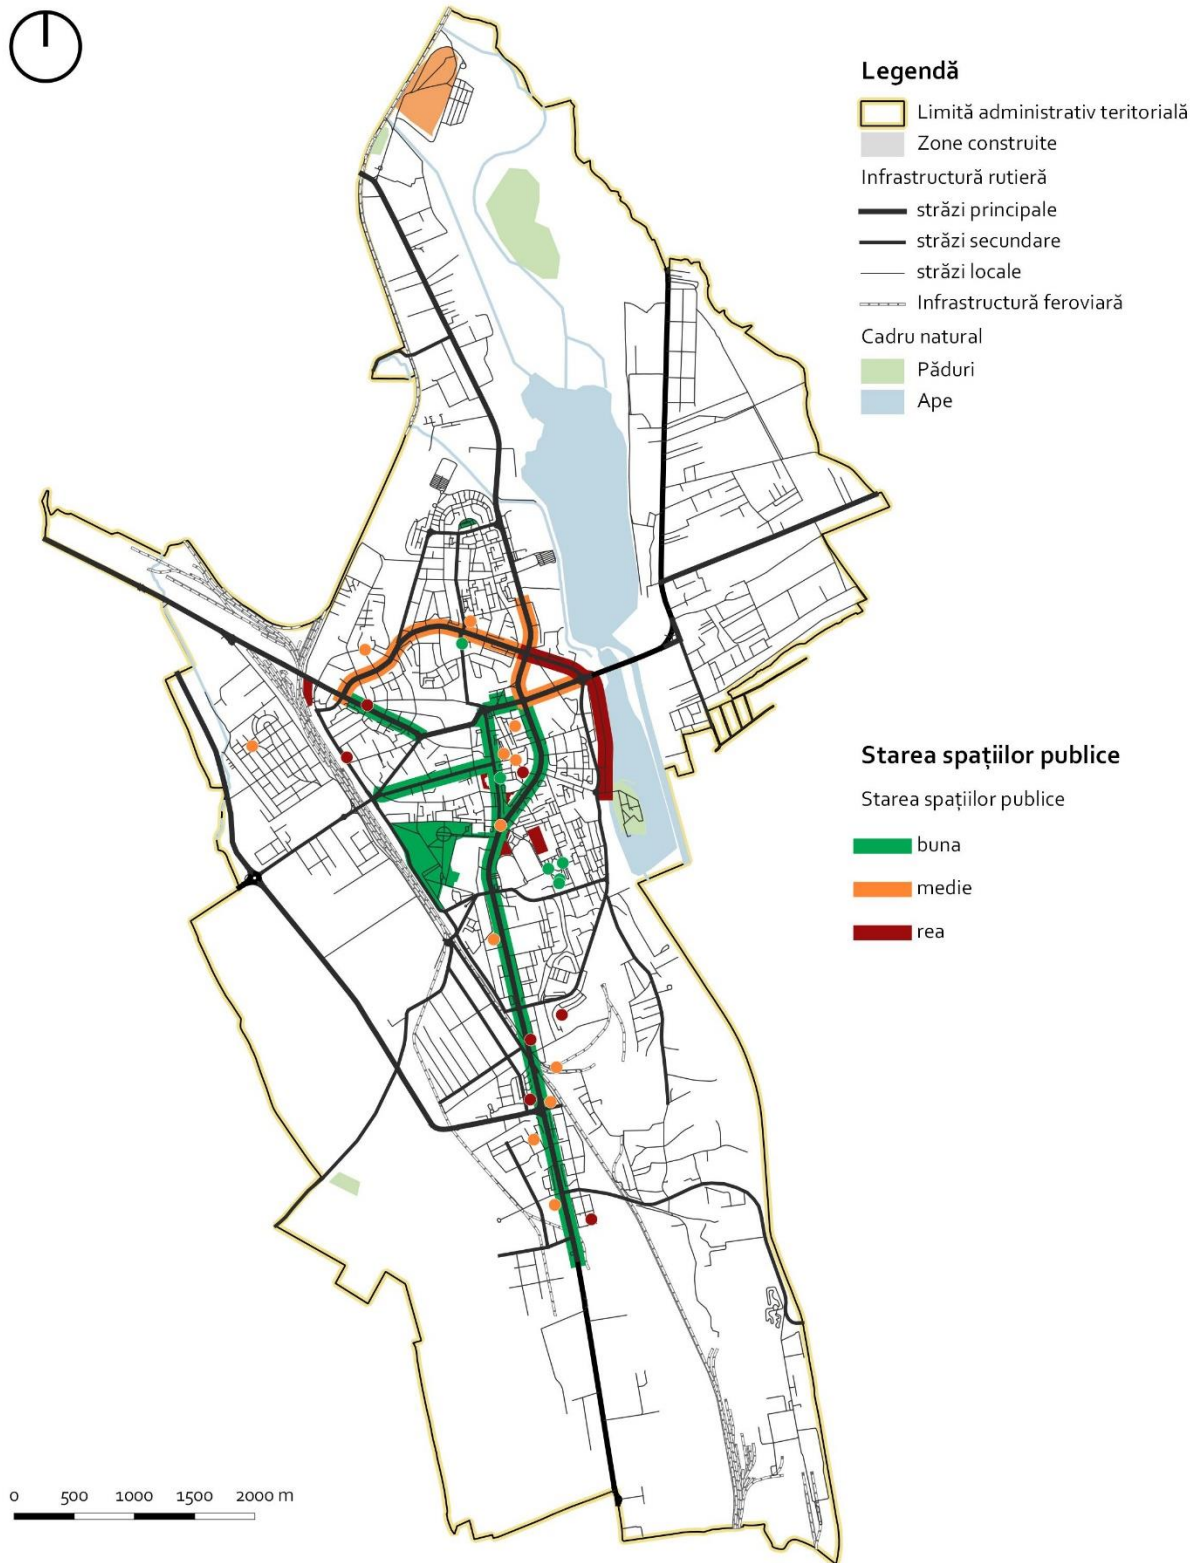 Legendă
Limită administrativ teritorială
Zone construite
Infrastructură rutieră
străzi principale
străzi secundare
străzi locale
Infrastructură feroviară
Cadru natural
Păduri
Ape
Starea spațiilor publice
Starea spațiilor publice
buna
medie
rea
0 500 1000 1500 2000 m